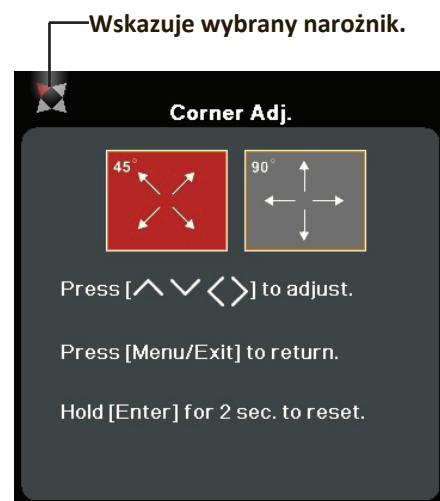 Wskazuje wybrany narożnik.
Corner Adj.
45° 90°
Press [∧∨<>] to adjust.
Press [Menu/Exit] to return.
Hold [Enter] for 2 sec. to reset.